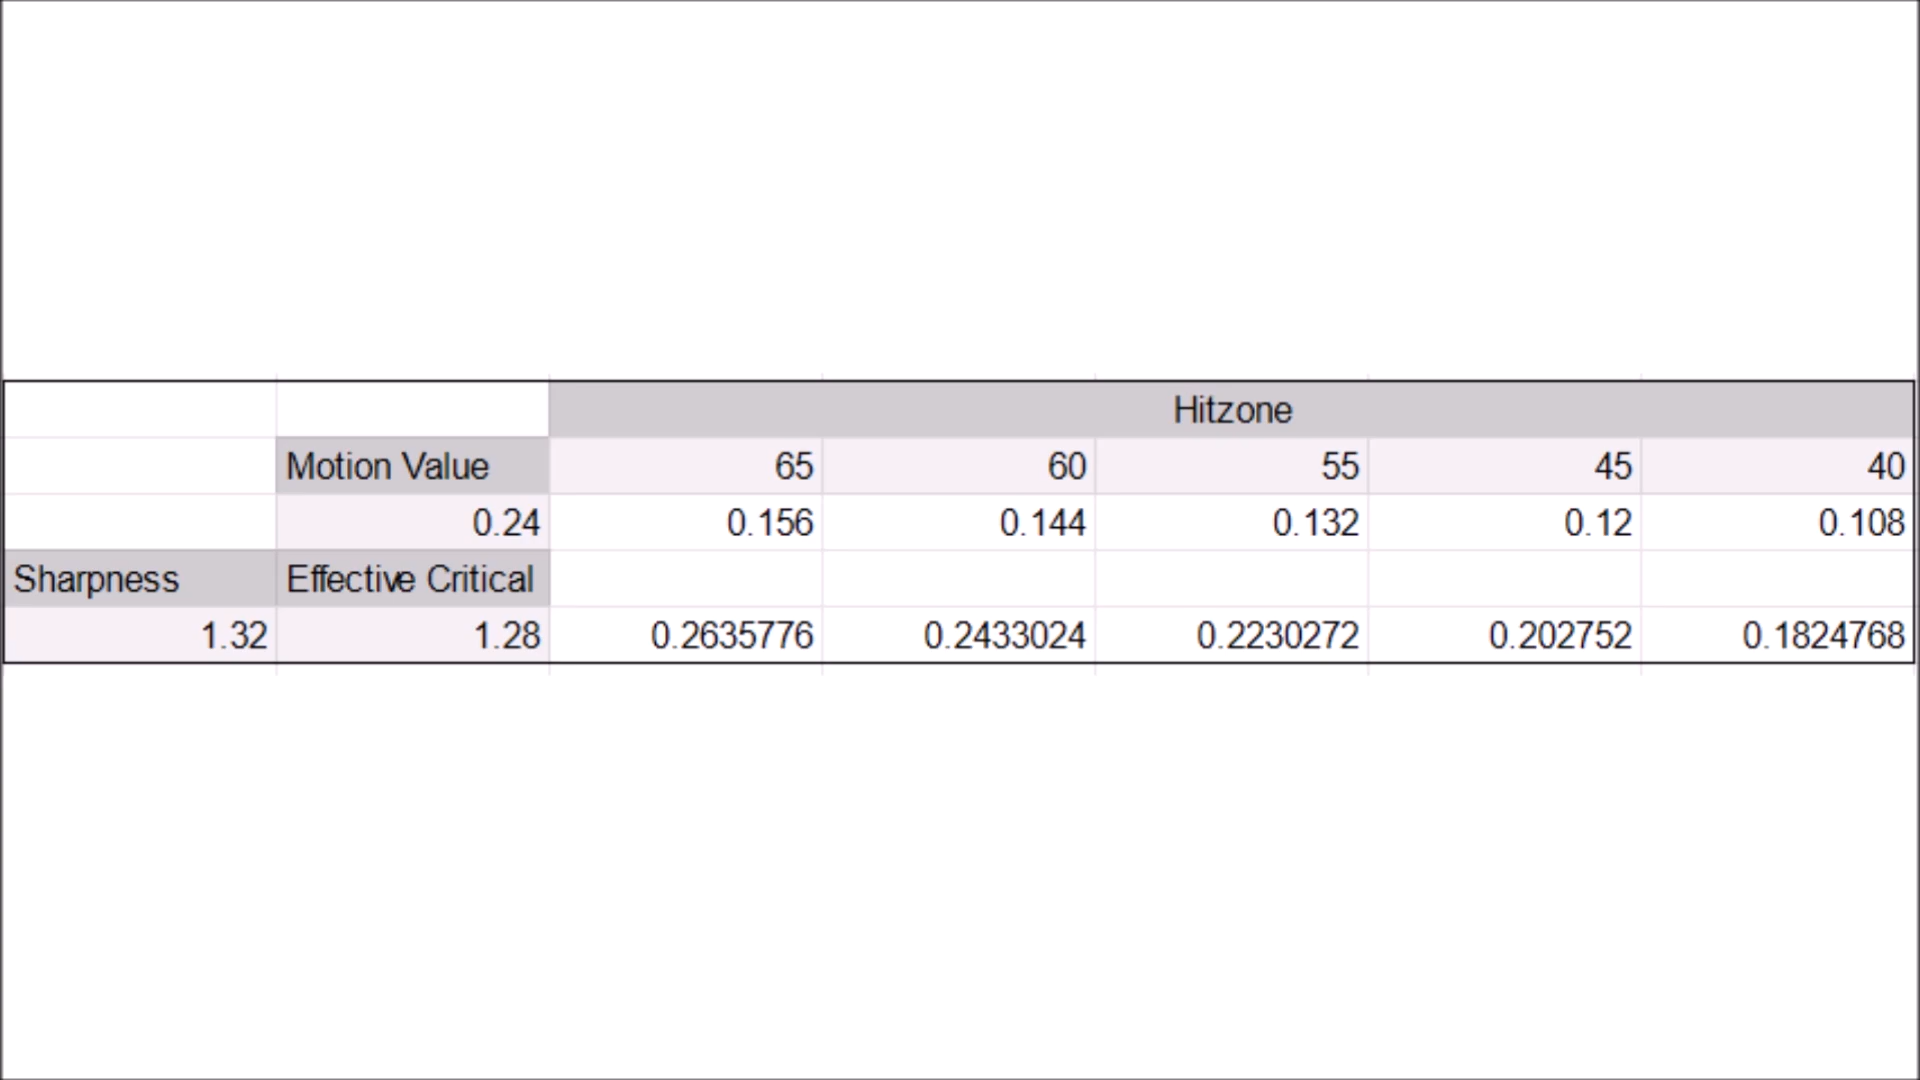 Hitzone
Motion Value 65 60 55 45 40
0.24 0.156 0.144 0.132 0.12 0.108
Sharpness Effective Critical
1.32 1.28 0.2635776 0.2433024 0.2230272 0.202752 0.1824768